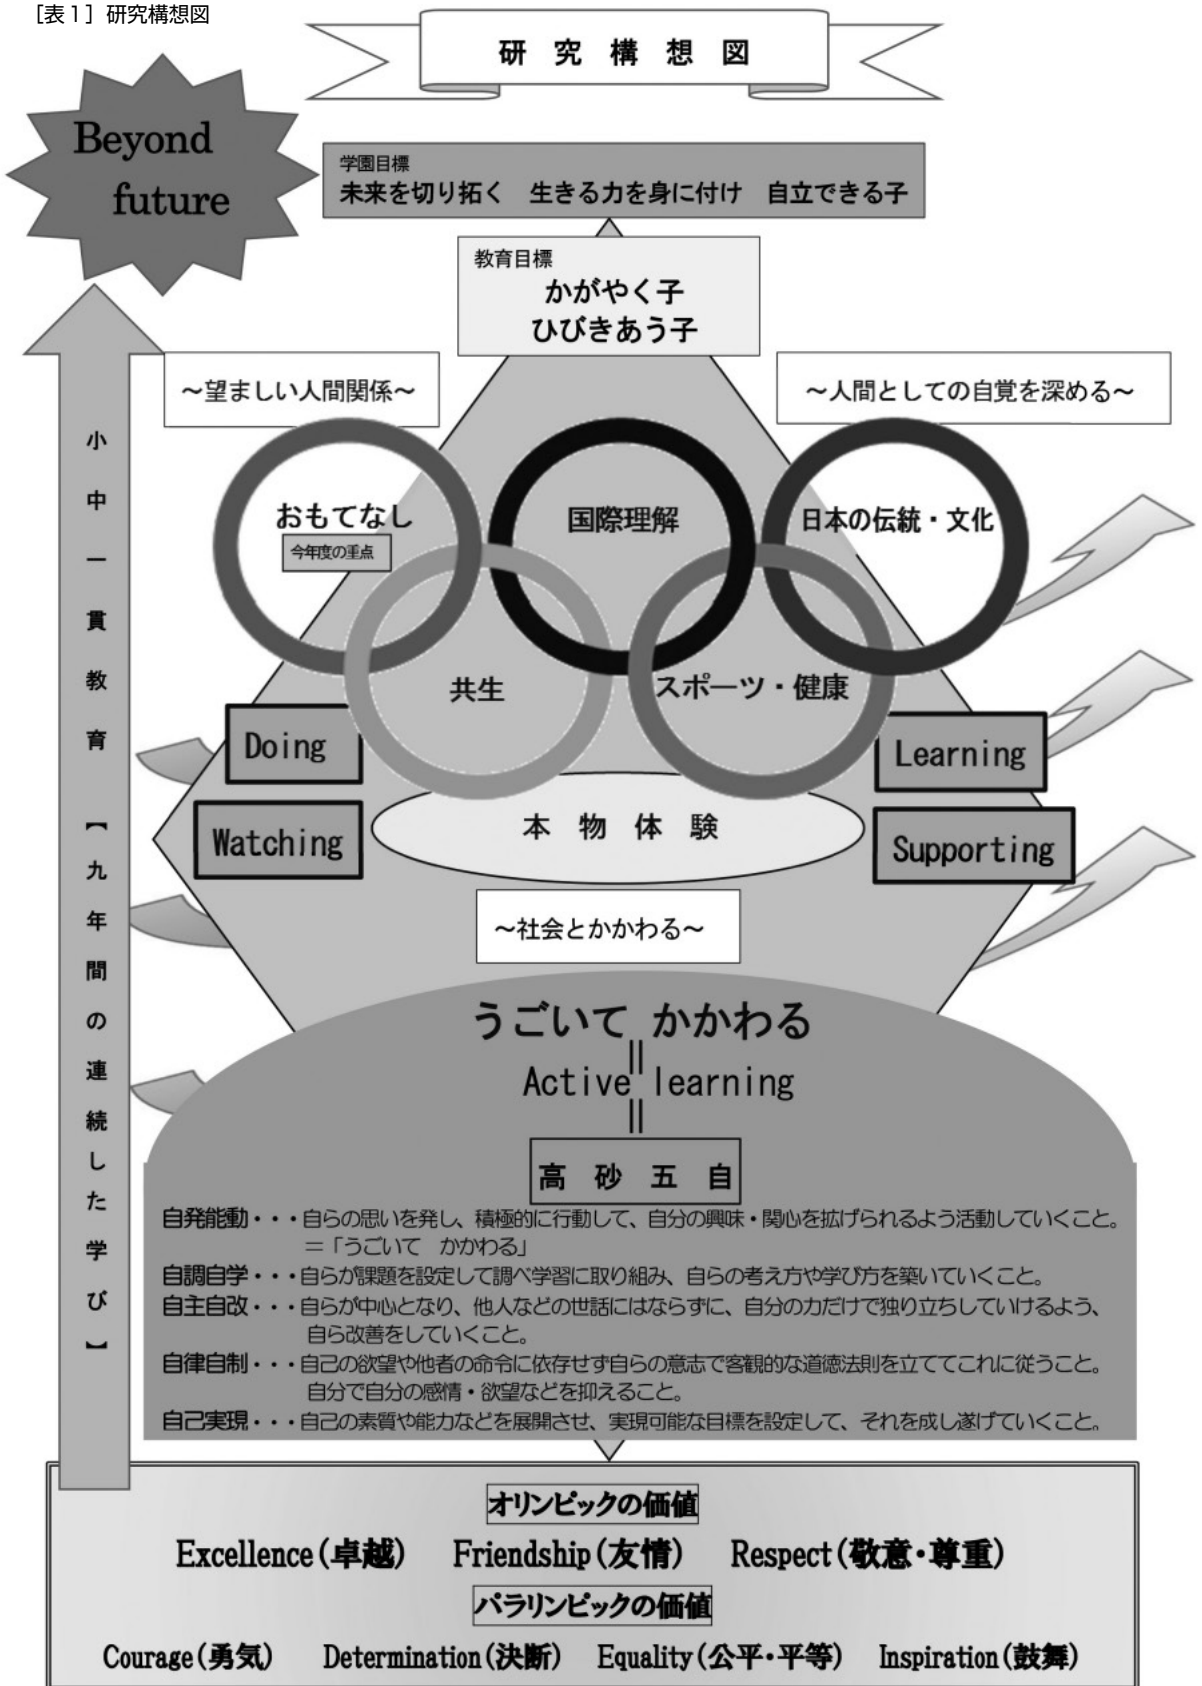 ［表１］研究構想図
研究構想図
Beyond
future
学園目標
未来を切り拓く　生きる力を身に付け　自立できる子
教育目標
かがやく子
ひびきあう子
～望ましい人間関係～
～人間としての自覚を深める～
小中一貫教育【九年間の連続した学び】
おもてなし
今年度の重点
国際理解
日本の伝統・文化
共生
スポーツ・健康
Doing
Learning
Watching
本物体験
Supporting
～社会とかかわる～
うごいて　かかわる
||
Active learning
||
高砂五自
自発能動・・・自らの思いを発し、積極的に行動して、自分の興味・関心を拡げられるよう活動していくこと。
＝「うごいて　かかわる」
自調自学・・・自らが課題を設定して調べ学習に取り組み、自らの考え方や学び方を築いていくこと。
自主自改・・・自らが中心となり、他人などの世話にはならずに、自分の力だけで独り立ちしていけるよう、
自ら改善をしていくこと。
自律自制・・・自己の欲望や他者の命令に依存せず自らの意志で客観的な道徳法則を立ててこれに従うこと。
自分で自分の感情・欲望などを抑えること。
自己実現・・・自己の素質や能力などを展開させ、実現可能な目標を設定して、それを成し遂げていくこと。
オリンピックの価値
Excellence(卓越)　Friendship(友情)　Respect(敬意・尊重)
パラリンピックの価値
Courage(勇気)　Determination(決断)　Equality(公平・平等)　Inspiration(鼓舞)